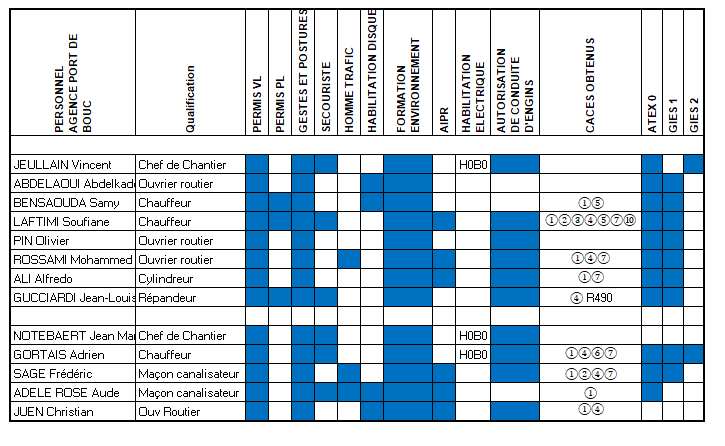 PERSONNEL AGENCE PORT DE BOUC
Qualification
PERMIS VL
PERMIS PL
GESTES ET POSTURES
SECOURISTE
HOMME TRAFIC
HABILITATION DISQUE
FORMATION ENVIRONNEMENT
AIPR
HABILITATION ELECTRIQUE
AUTORISATION DE CONDUITE D'ENGINS
CACES OBTENUS
ATEX 0
GIES 1
GIES 2
JEULLAIN Vincent Chef de Chantier H0B0
ABDELAOUI Abdelkade Ouvrier routier
BENSAOUDA Samy Chauffeur ①⑤
LAFTIMI Soufiane Chauffeur ①②③④⑤⑦⑩
PIN Olivier Ouvrier routier
ROSSAMI Mohammed Ouvrier routier ①④⑦
ALI Alfredo Cylindreur ①⑦
GUCCIARDI Jean-Louis Répandeur ④ R490
NOTEBAERT Jean Mar Chef de Chantier H0B0
GORTAIS Adrien Chauffeur H0B0 ①④⑥⑦
SAGE Frédéric Maçon canalisateur ①②④⑦
ADELE ROSE Aude Maçon canalisateur ①
JUEN Christian Ouv Routier ①④